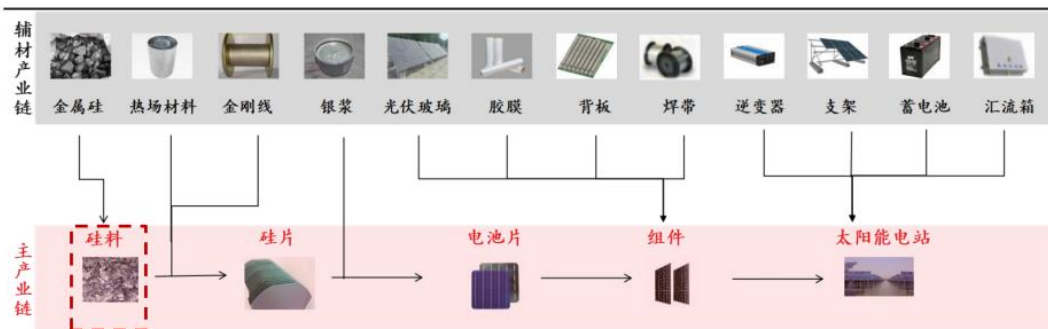 辅材产业链
金属硅 热场材料 金刚线 银浆 光伏玻璃 胶膜 背板 焊带 逆变器 支架 蓄电池 汇流箱
主产业链
硅料 硅片 电池片 组件 太阳能电站